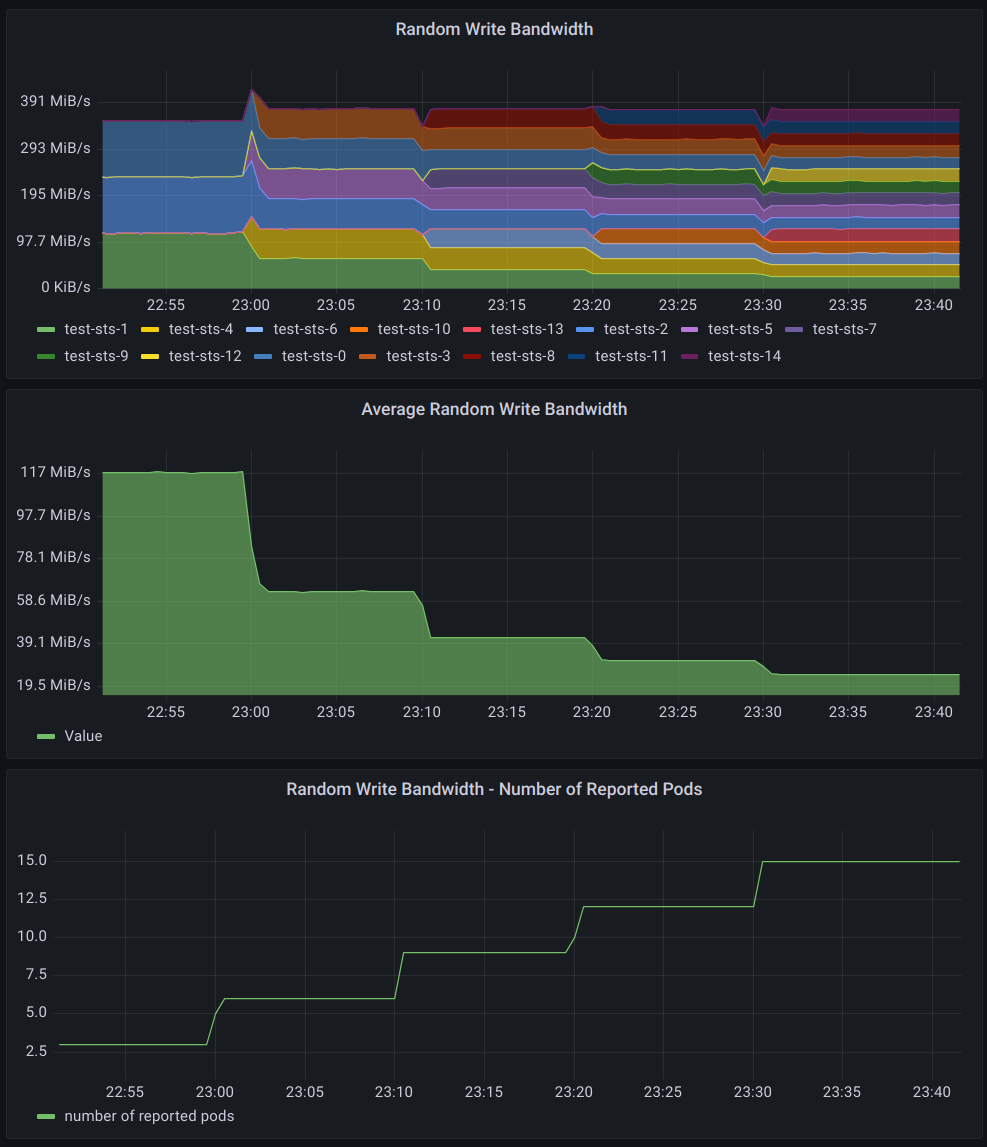 Random Write Bandwidth
391 MiB/s
293 MiB/s
195 MiB/s
97.7 MiB/s
0 KiB/s
22:55 23:00 23:05 23:10 23:15 23:20 23:25 23:30 23:35 23:40
test-sts-1 test-sts-4 test-sts-6 test-sts-10 test-sts-13 test-sts-2 test-sts-5 test-sts-7
test-sts-9 test-sts-12 test-sts-0 test-sts-3 test-sts-8 test-sts-11 test-sts-14
Average Random Write Bandwidth
117 MiB/s
97.7 MiB/s
78.1 MiB/s
58.6 MiB/s
39.1 MiB/s
19.5 MiB/s
22:55 23:00 23:05 23:10 23:15 23:20 23:25 23:30 23:35 23:40
Value
Random Write Bandwidth - Number of Reported Pods
15.0
12.5
10.0
7.5
5.0
2.5
22:55 23:00 23:05 23:10 23:15 23:20 23:25 23:30 23:35 23:40
number of reported pods